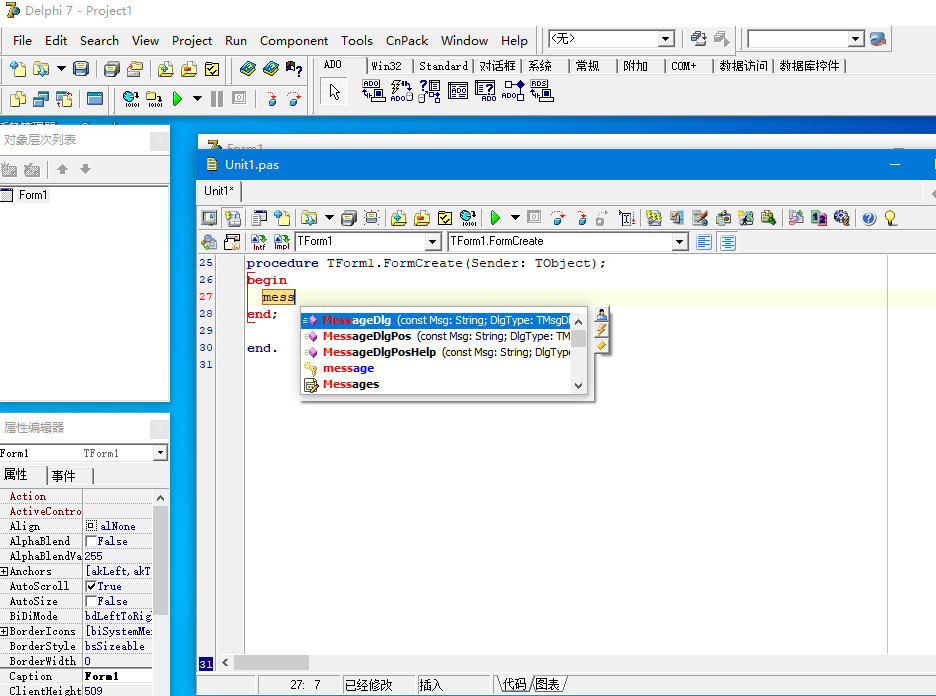 Delphi 7 - Project1
File Edit Search View Project Run Component Tools CnPack Window Help
<无>
ADO Win32 Standard 对话框 系统 常规 附加 COM+ 数据访问 数据库控件
对象层次列表
Form1
Form1
Unit1.pas
Unit1*
TForm1 TForm1.FormCreate
25 procedure TForm1.FormCreate(Sender: TObject);
26 begin
27 mess
28 end;
29
30 end.
31
MessageDlg (const Msg: String; DlgType: TMsgDl
MessageDlgPos (const Msg: String; DlgType: TM
MessageDlgPosHelp (const Msg: String; DlgType
message
Messages
属性编辑器
Form1 TForm1
属性 事件
Action
ActiveContro
Align alNone
AlphaBlend False
AlphaBlendVa 255
Anchors [akLeft,akT
AutoScroll True
AutoSize False
BiDiMode bdLeftToRig
BorderIcons [biSystemMe
BorderStyle bsSizeable
BorderWidth 0
Caption Form1
ClientHeight 509
31
27: 7 已经修改 插入 代码 图表